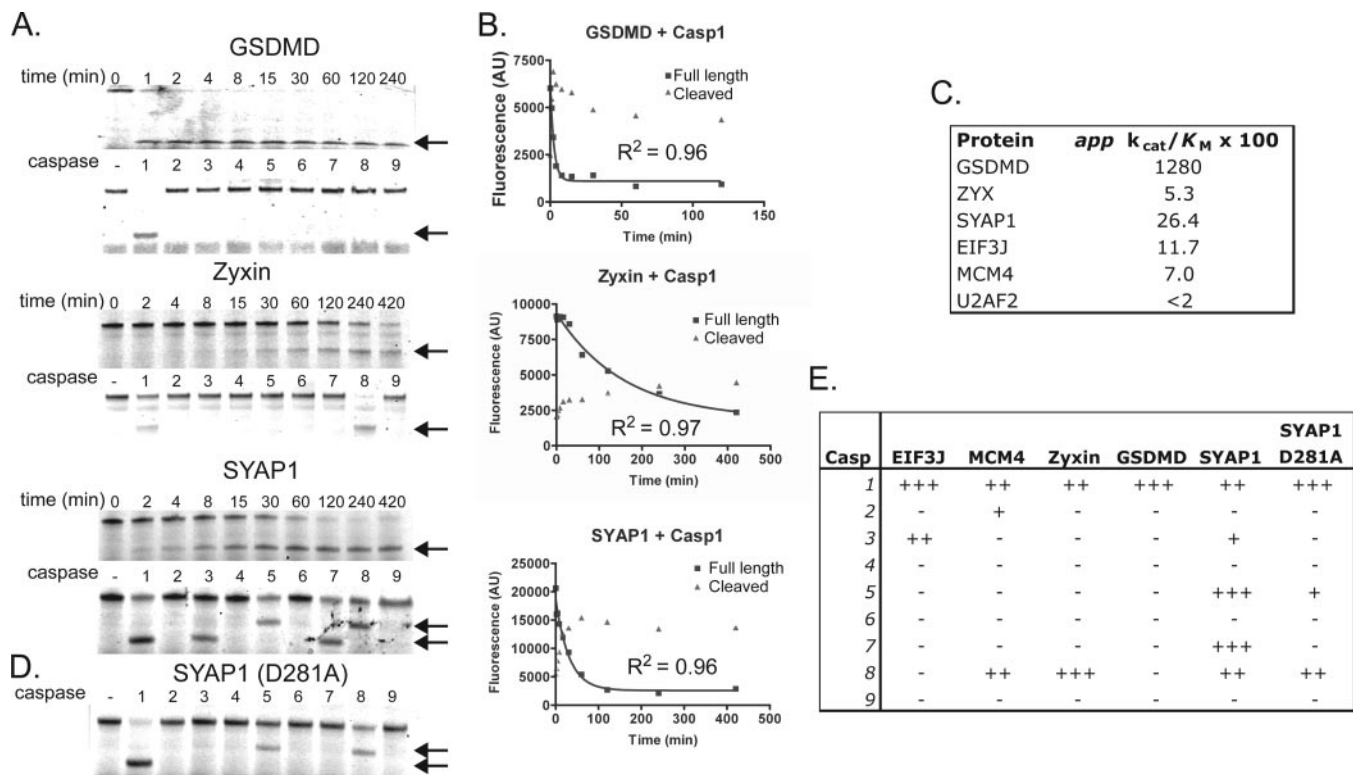 A.
GSDMD
time (min) 0 1 2 4 8 15 30 60 120 240
caspase - 1 2 3 4 5 6 7 8 9
Zyxin
time (min) 0 2 4 8 15 30 60 120 240 420
caspase - 1 2 3 4 5 6 7 8 9
SYAP1
time (min) 0 2 4 8 15 30 60 120 240 420
caspase - 1 2 3 4 5 6 7 8 9
D.
SYAP1 (D281A)
caspase - 1 2 3 4 5 6 7 8 9
B.
GSDMD + Casp1
Fluorescence (AU)
7500
5000
2500
0
Full length
Cleaved
R² = 0.96
0 50 100 150
Time (min)
Zyxin + Casp1
Fluorescence (AU)
10000
7500
5000
2500
0
Full length
Cleaved
R² = 0.97
0 100 200 300 400 500
Time (min)
SYAP1 + Casp1
Fluorescence (AU)
25000
20000
15000
10000
5000
0
Full length
Cleaved
R² = 0.96
0 100 200 300 400 500
Time (min)
C.
Protein app kcat/KM x 100
GSDMD 1280
ZYX 5.3
SYAP1 26.4
EIF3J 11.7
MCM4 7.0
U2AF2 <2
E.
SYAP1
Casp EIF3J MCM4 Zyxin GSDMD SYAP1 D281A
1 +++ ++ ++ +++ ++ +++
2 - + - - - -
3 ++ - - - + -
4 - - - - - -
5 - - - - +++ +
6 - - - - - -
7 - - - - +++ -
8 - ++ +++ - ++ ++
9 - - - - - -